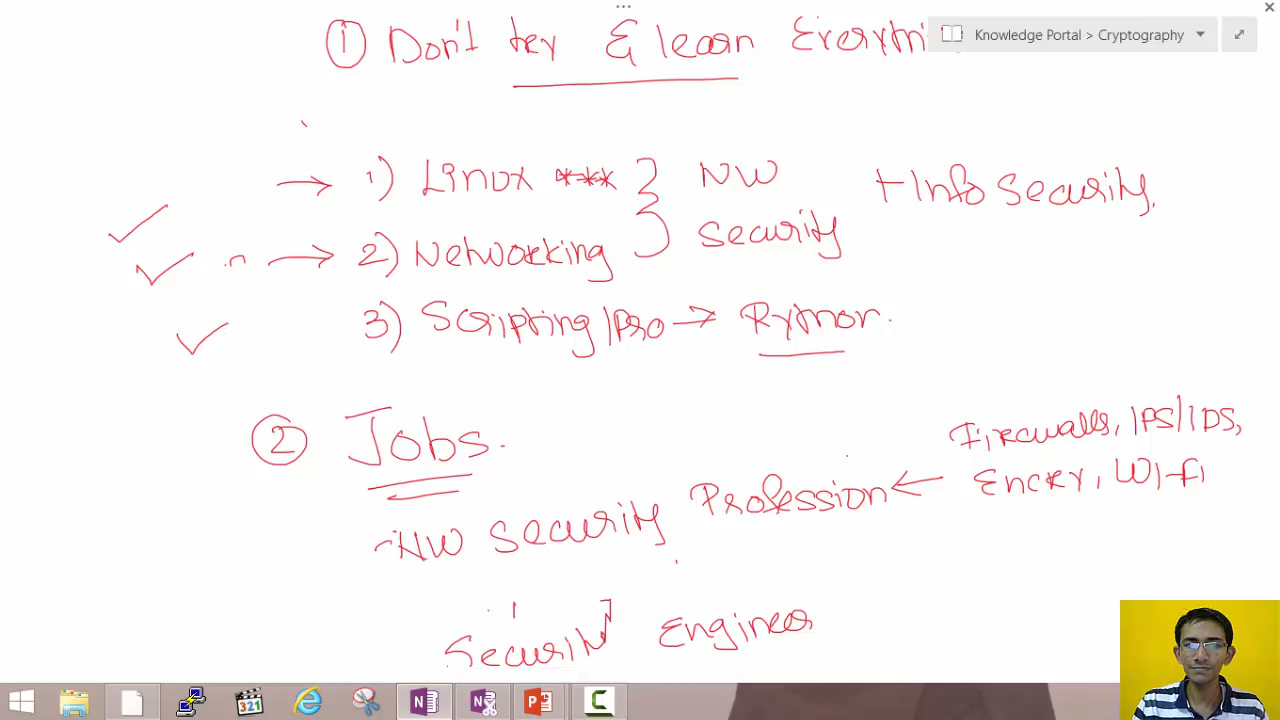 ① Don't try & learn Everythi
Knowledge Portal > Cryptography
→ 1) Linux *** } NW + Info Security.
→ 2) Networking } Security
3) Scripting/Pro → Python.
② Jobs.
Firewalls, IPS/IDS,
NW Security Profession ← Encry, Wi-Fi
Security Engineer
321